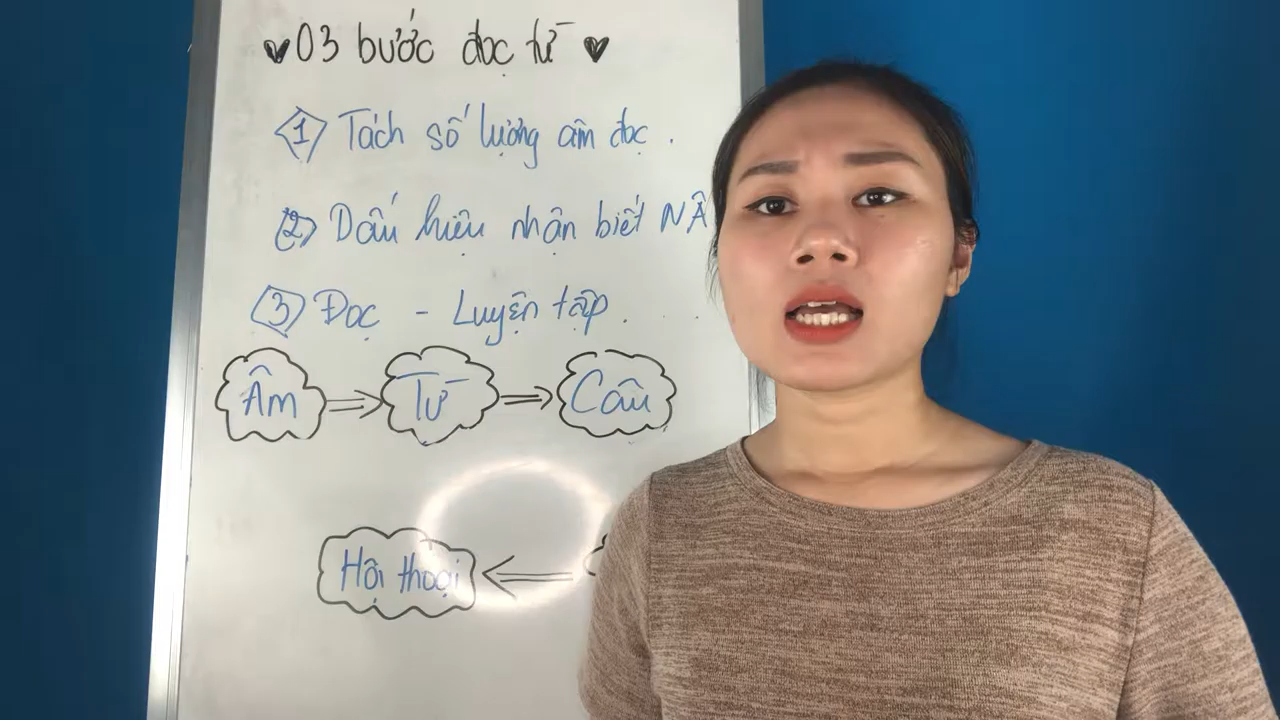 03 bước đọc từ
1 Tách số lượng âm đọc .
2 Dấu hiệu nhận biết NÂ
3 Đọc - Luyện tập .
Âm ⇒ Từ ⇒ Câu
Hội thoại ⇐